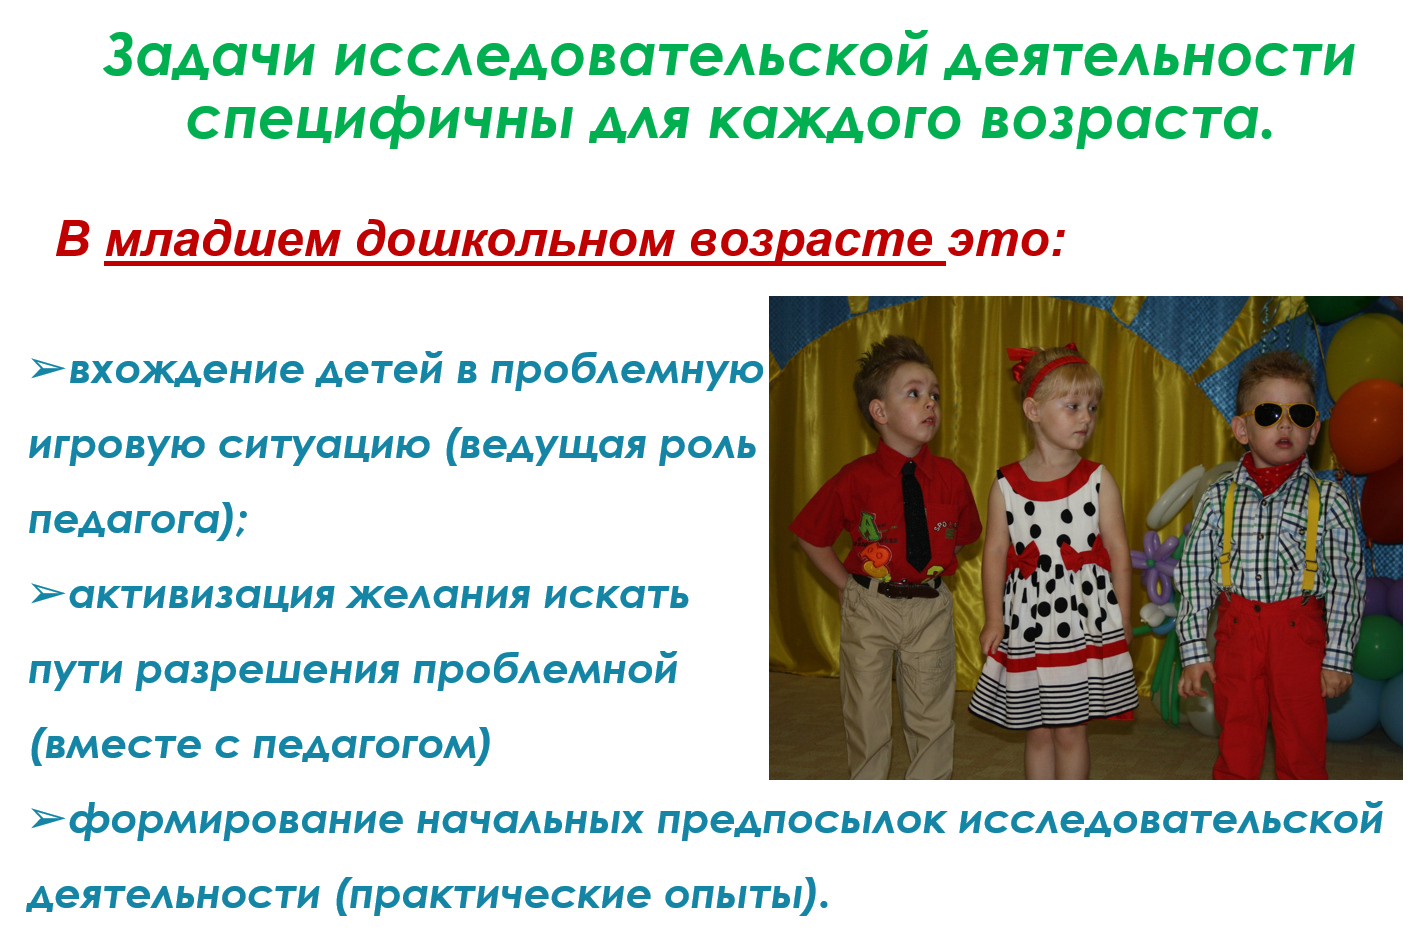 Задачи исследовательской деятельности
специфичны для каждого возраста.
В младшем дошкольном возрасте это:
➢вхождение детей в проблемную
игровую ситуацию (ведущая роль
педагога);
➢активизация желания искать
пути разрешения проблемной
(вместе с педагогом)
➢формирование начальных предпосылок исследовательской
деятельности (практические опыты).